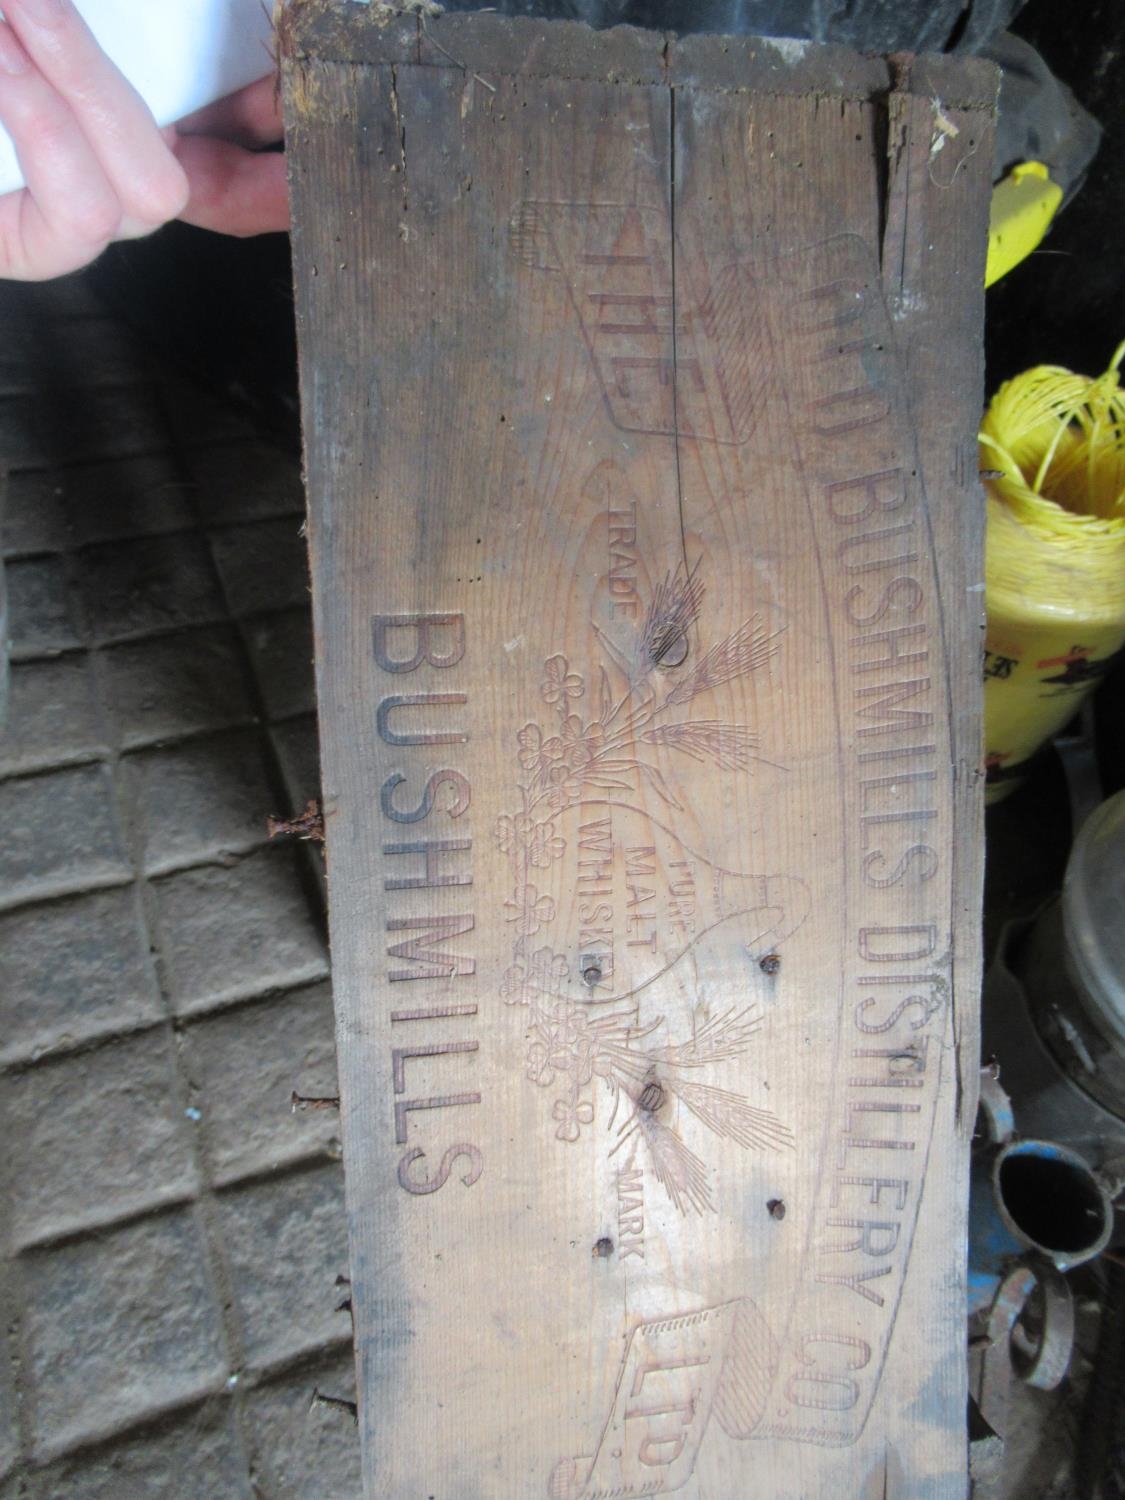 THE
OLD BUSHMILLS DISTILLERY CO.
LTD.
TRADE
MARK
PURE
MALT
WHISKEY
BUSHMILLS